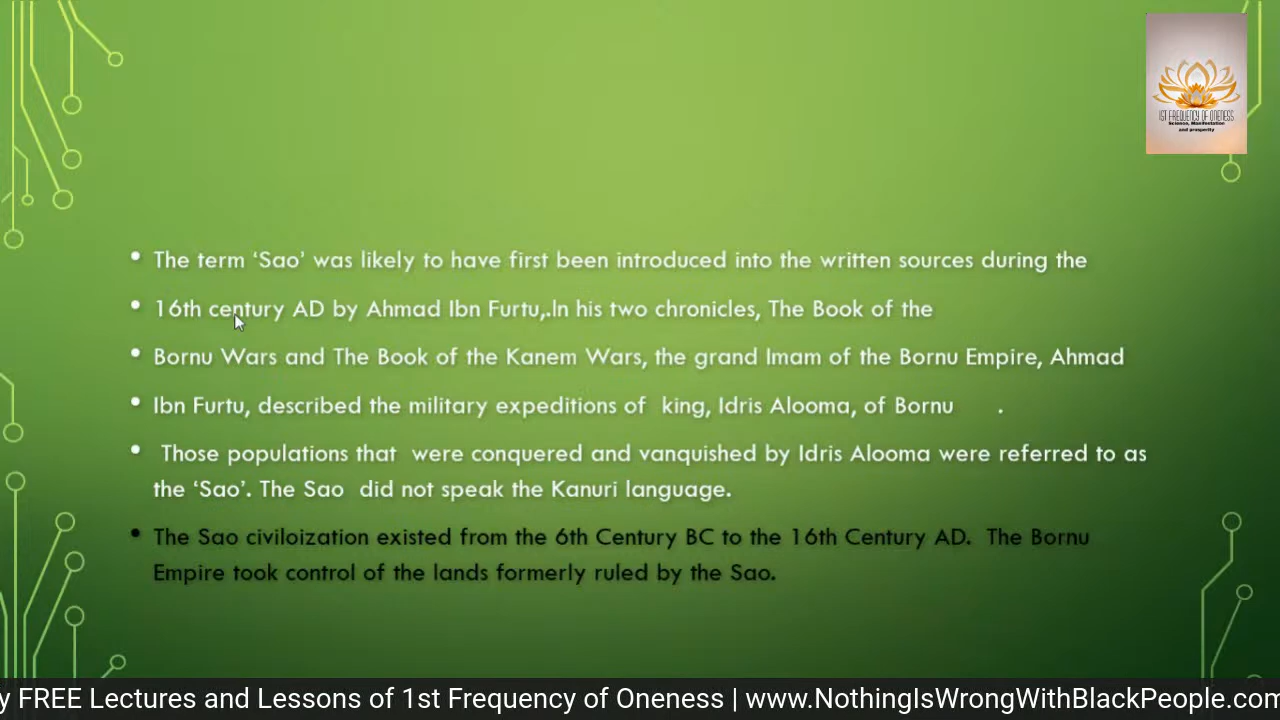 1ST FREQUENCY OF ONENESS
Science, Manifestation
and prosperity
• The term ‘Sao’ was likely to have first been introduced into the written sources during the
• 16th century AD by Ahmad Ibn Furtu,.In his two chronicles, The Book of the
• Bornu Wars and The Book of the Kanem Wars, the grand Imam of the Bornu Empire, Ahmad
• Ibn Furtu, described the military expeditions of king, Idris Alooma, of Bornu .
• Those populations that were conquered and vanquished by Idris Alooma were referred to as
the ‘Sao’. The Sao did not speak the Kanuri language.
• The Sao civiloization existed from the 6th Century BC to the 16th Century AD. The Bornu
Empire took control of the lands formerly ruled by the Sao.
y FREE Lectures and Lessons of 1st Frequency of Oneness | www.NothingIsWrongWithBlackPeople.com